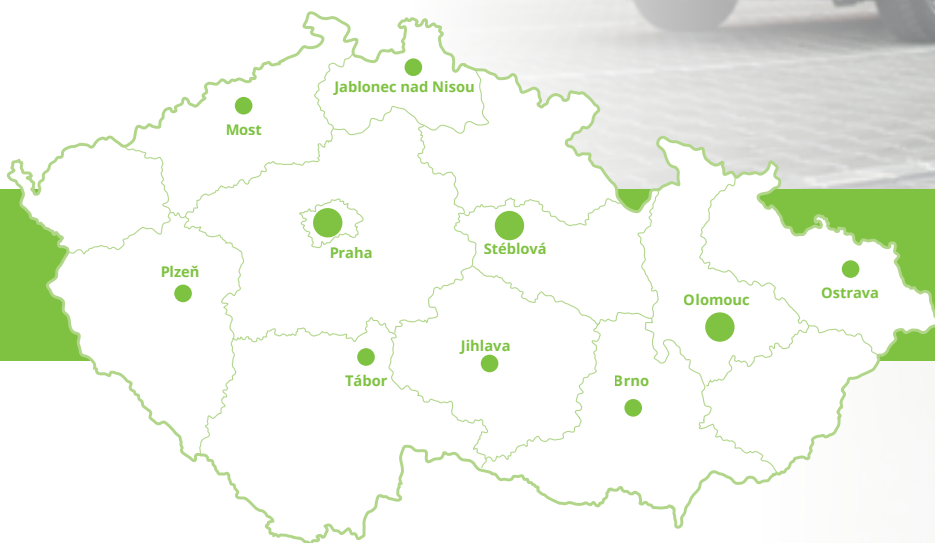 Jablonec nad Nisou
Most
Praha
Stéblová
Plzeň
Ostrava
Olomouc
Jihlava
Tábor
Brno